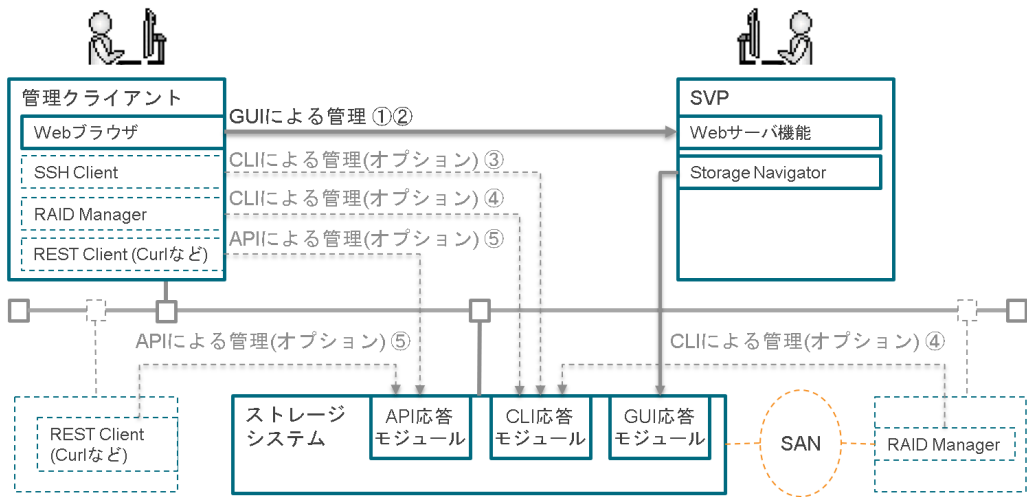 管理クライアント
Webブラウザ
SSH Client
RAID Manager
REST Client (Curlなど)
GUIによる管理 ①②
CLIによる管理(オプション) ③
CLIによる管理(オプション) ④
APIによる管理(オプション) ⑤
SVP
Webサーバ機能
Storage Navigator
APIによる管理(オプション) ⑤
CLIによる管理(オプション) ④
REST Client
(Curlなど)
ストレージ
システム
API応答
モジュール
CLI応答
モジュール
GUI応答
モジュール
SAN
RAID Manager